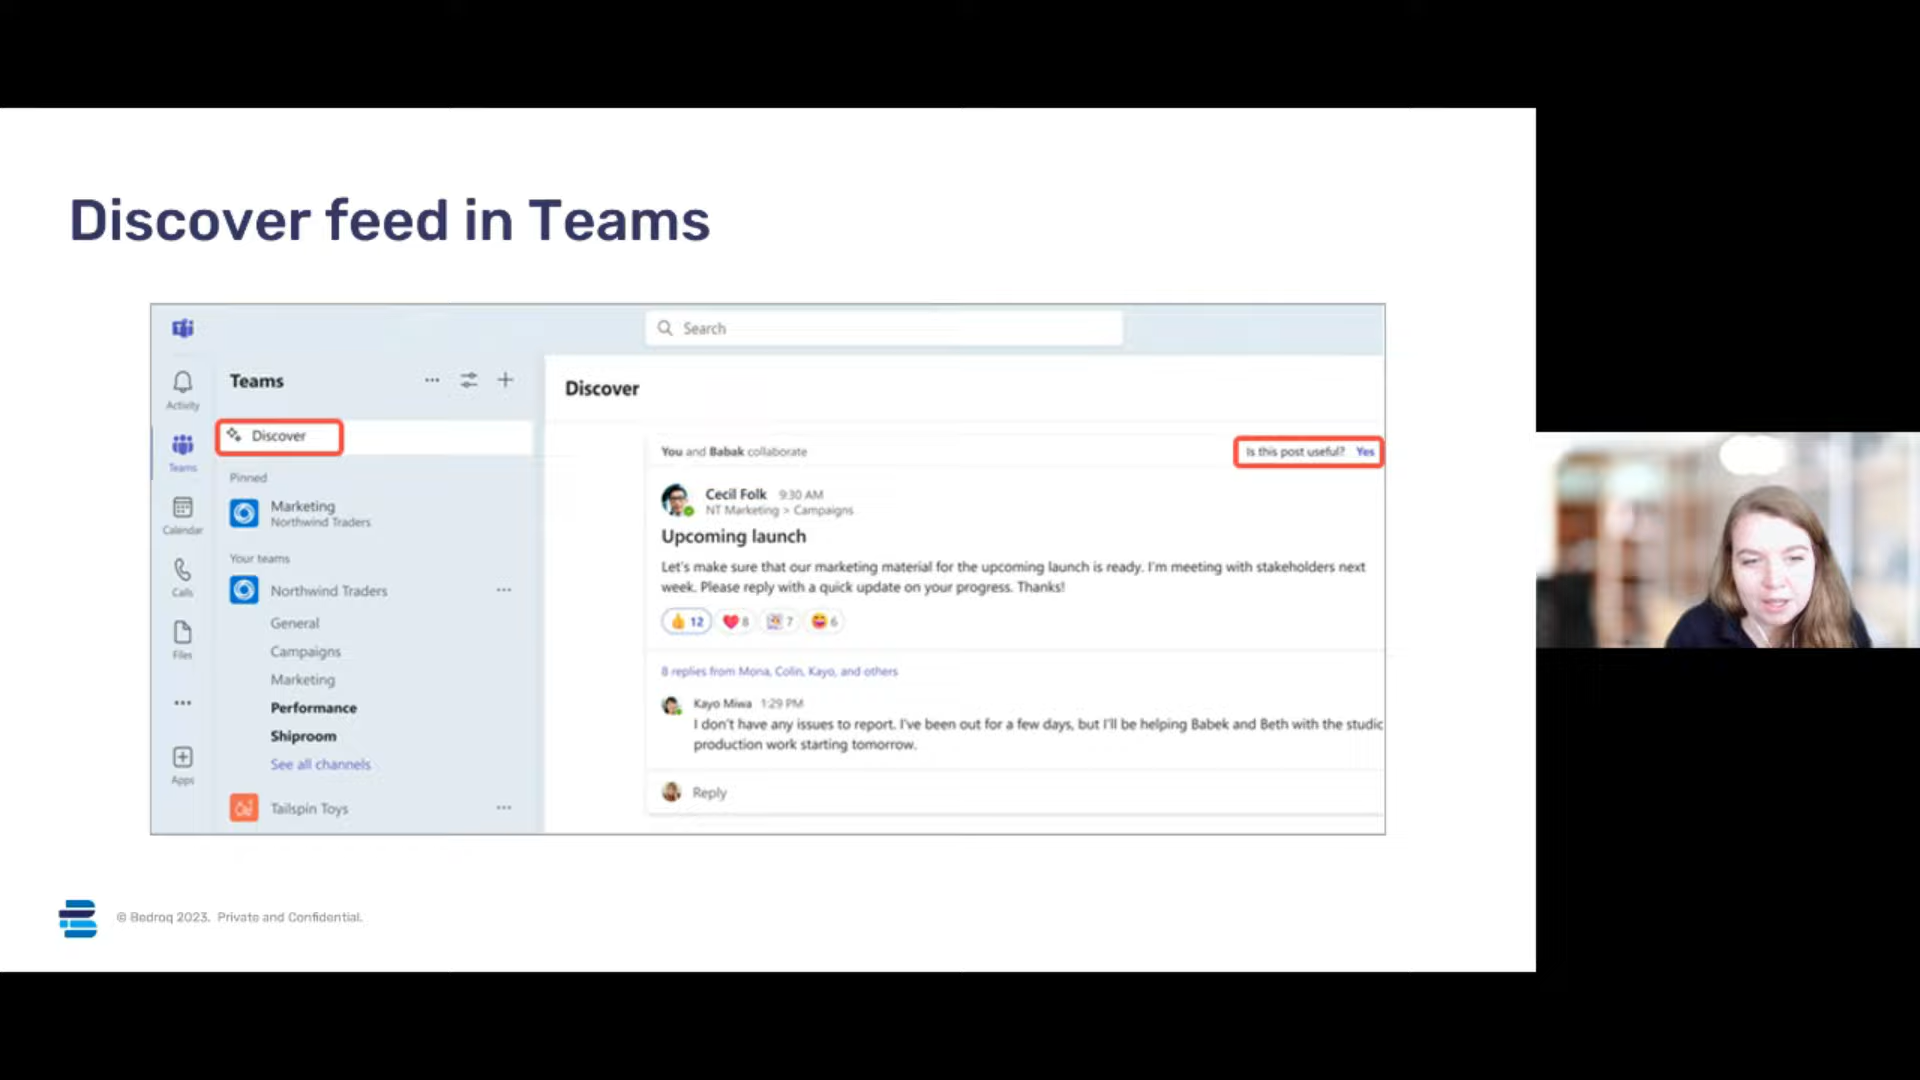 Discover feed in Teams
Search
Activity
Teams
Calendar
Calls
Files
Apps
Teams
Discover
Pinned
Marketing
Northwind Traders
Your teams
Northwind Traders
General
Campaigns
Marketing
Performance
Shiproom
See all channels
Tailspin Toys
Discover
You and Babak collaborate
Is this post useful? Yes
Cecil Folk 9:30 AM
NT Marketing > Campaigns
Upcoming launch
Let's make sure that our marketing material for the upcoming launch is ready. I'm meeting with stakeholders next
week. Please reply with a quick update on your progress. Thanks!
12 8 7 6
8 replies from Mona, Colin, Kayo, and others
Kayo Miwa 1:29 PM
I don't have any issues to report. I've been out for a few days, but I'll be helping Babek and Beth with the studio
production work starting tomorrow.
Reply
© Bedroq 2023. Private and Confidential.